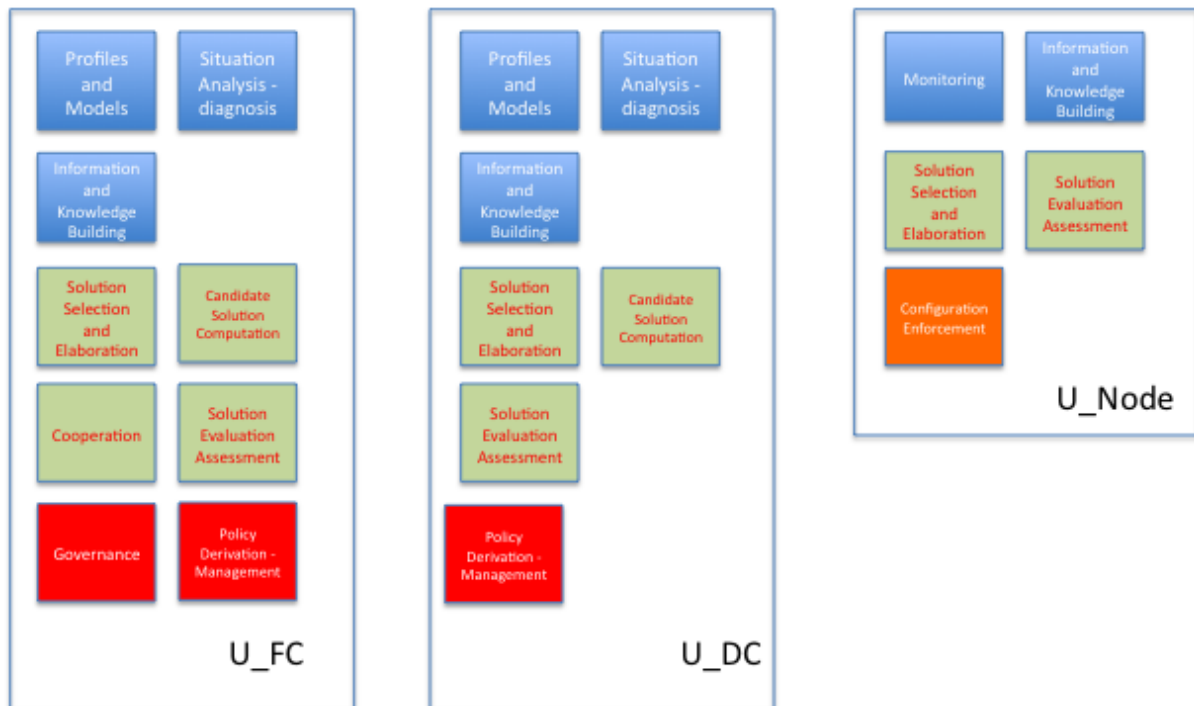 Profiles
and
Models
Situation
Analysis -
diagnosis
Information
and
Knowledge
Building
Solution
Selection
and
Elaboration
Candidate
Solution
Computation
Cooperation
Solution
Evaluation
Assessment
Governance
Policy
Derivation -
Management
U_FC
Profiles
and
Models
Situation
Analysis -
diagnosis
Information
and
Knowledge
Building
Solution
Selection
and
Elaboration
Candidate
Solution
Computation
Solution
Evaluation
Assessment
Policy
Derivation -
Management
U_DC
Monitoring
Information
and
Knowledge
Building
Solution
Selection
and
Elaboration
Solution
Evaluation
Assessment
Configuration
Enforcement
U_Node